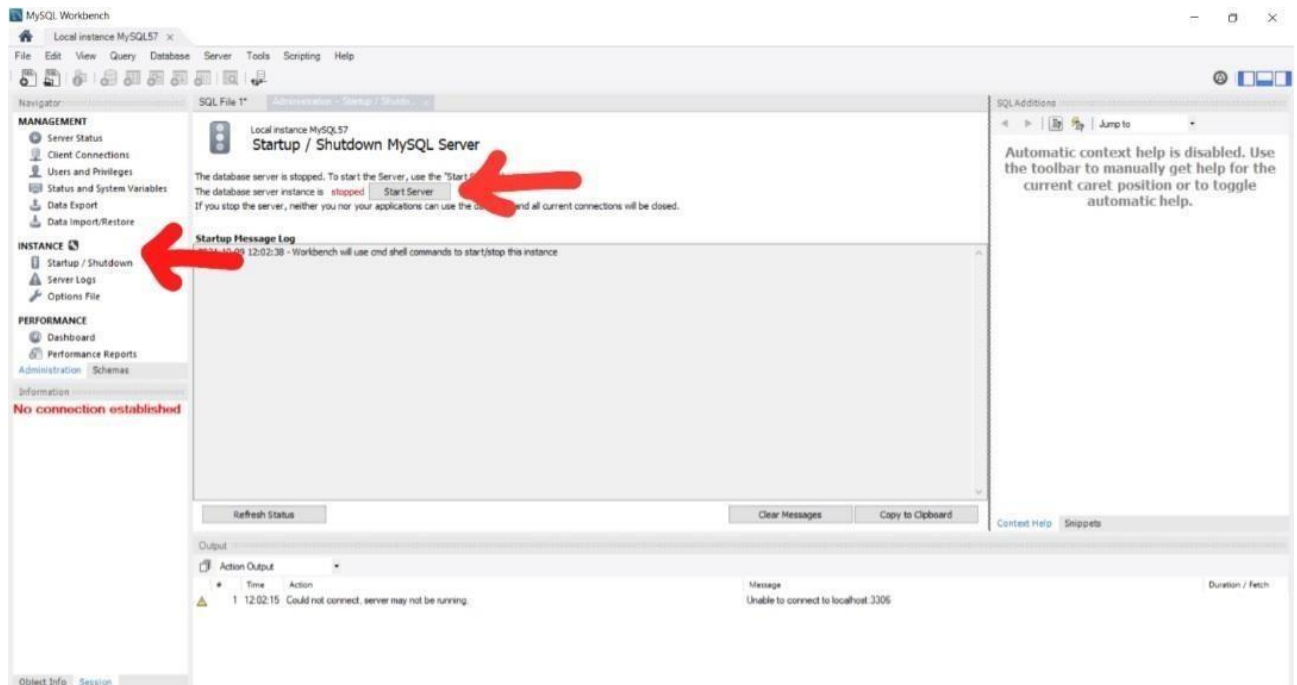 MySQL Workbench
Local instance MySQL57
File Edit View Query Database Server Tools Scripting Help
Navigator
MANAGEMENT
Server Status
Client Connections
Users and Privileges
Status and System Variables
Data Export
Data Import/Restore
INSTANCE
Startup / Shutdown
Server Logs
Options File
PERFORMANCE
Dashboard
Performance Reports
Administration Schemas
Information
No connection established
Object Info Session
SQL File 1*
Administration - Startup / Shutdo...
Local instance MySQL57
Startup / Shutdown MySQL Server
The database server is stopped. To start the Server, use the "Start
The database server instance is stopped Start Server
If you stop the server, neither you nor your applications can use the and all current connections will be closed.
Startup Message Log
12:02:38 - Workbench will use cmd shell commands to start/stop this instance
Refresh Status Clear Messages Copy to Clipboard
SQLAdditions
Jump to
Automatic context help is disabled. Use
the toolbar to manually get help for the
current caret position or to toggle
automatic help.
Context Help Snippets
Output
Action Output
# Time Action Message Duration / Fetch
1 12:02:15 Could not connect, server may not be running. Unable to connect to localhost:3306